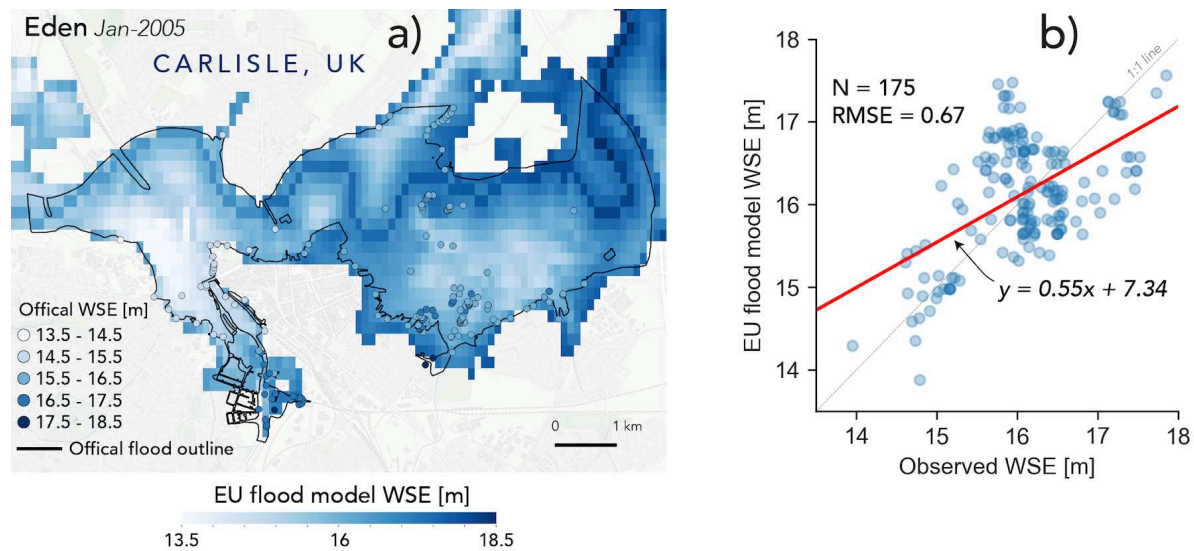 Eden Jan-2005
a)
CARLISLE, UK
Offical WSE [m]
13.5 - 14.5
14.5 - 15.5
15.5 - 16.5
16.5 - 17.5
17.5 - 18.5
Offical flood outline
0 1 km
EU flood model WSE [m]
13.5 16 18.5
b)
N = 175
RMSE = 0.67
1:1 line
y = 0.55x + 7.34
EU flood model WSE [m]
18
17
16
15
14
14 15 16 17 18
Observed WSE [m]